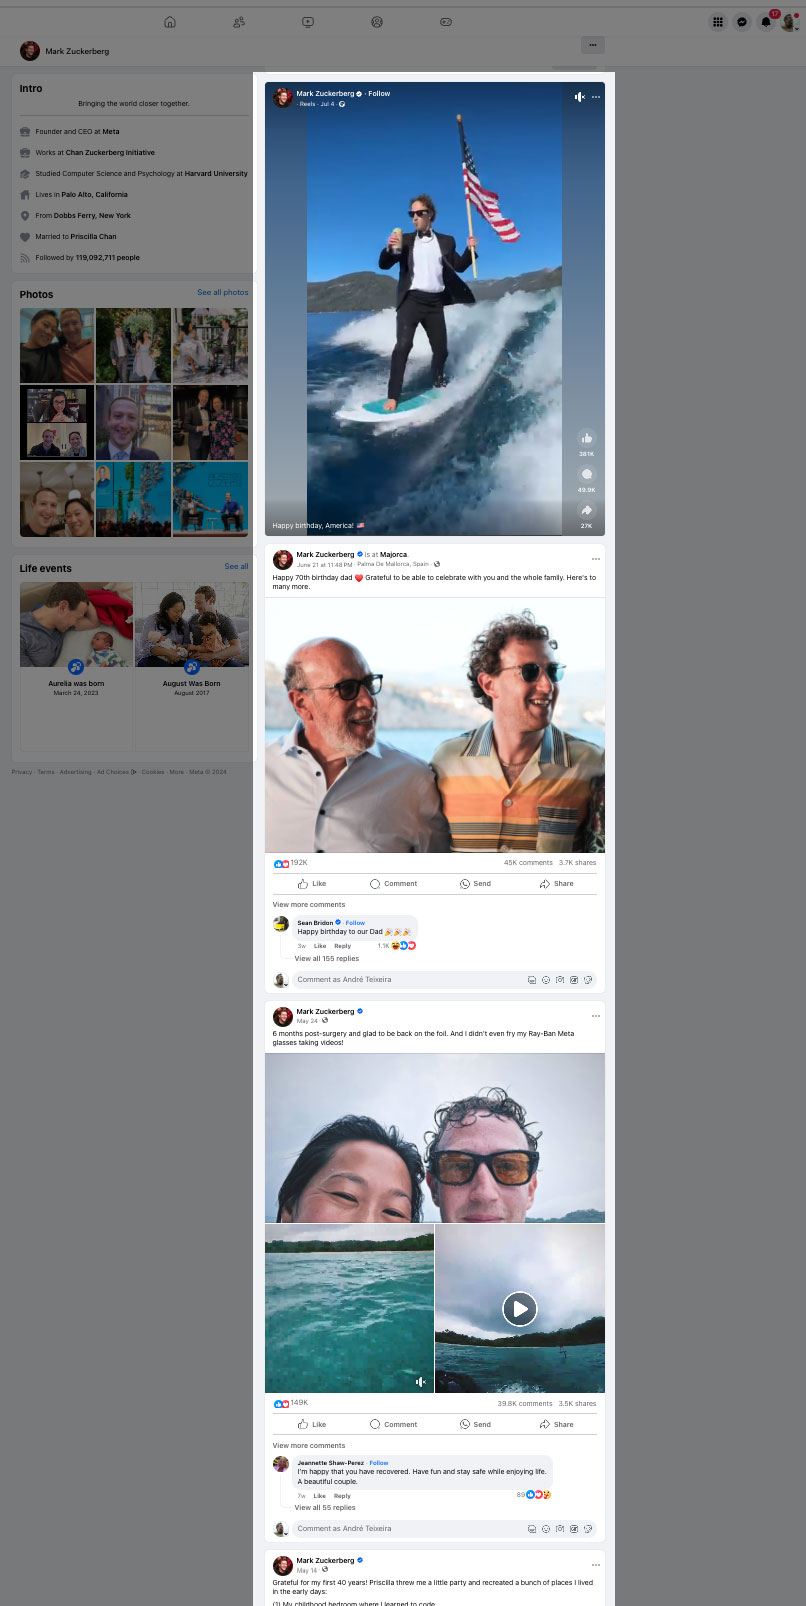 17
Mark Zuckerberg
Intro
Bringing the world closer together.
Founder and CEO at Meta
Works at Chan Zuckerberg Initiative
Studied Computer Science and Psychology at Harvard University
Lives in Palo Alto, California
From Dobbs Ferry, New York
Married to Priscilla Chan
Followed by 119,092,711 people
Photos
See all photos
Life events
See all
Aurelia was born
March 24, 2023
August Was Born
August 2017
Privacy · Terms · Advertising · Ad Choices · Cookies · More · Meta © 2024
Mark Zuckerberg · Follow
· Reels · Jul 4 ·
381K
49.9K
27K
Happy birthday, America! 🇺🇸
Mark Zuckerberg is at Majorca.
June 21 at 11:48 PM · Palma De Mallorca, Spain ·
Happy 70th birthday dad ❤️ Grateful to be able to celebrate with you and the whole family. Here's to
many more.
192K
45K comments 3.7K shares
Like Comment Send Share
View more comments
Sean Bridon · Follow
Happy birthday to our Dad 🎉🎉🎉
3w Like Reply 1.1K
View all 155 replies
Comment as André Teixeira
Mark Zuckerberg
May 24 ·
6 months post-surgery and glad to be back on the foil. And I didn't even fry my Ray-Ban Meta
glasses taking videos!
149K
39.8K comments 3.5K shares
Like Comment Send Share
View more comments
Jeannette Shaw-Perez · Follow
I'm happy that you have recovered. Have fun and stay safe while enjoying life.
A beautiful couple.
7w Like Reply 89
View all 55 replies
Comment as André Teixeira
Mark Zuckerberg
May 14 ·
Grateful for my first 40 years! Priscilla threw me a little party and recreated a bunch of places I lived
in the early days:
(1) My childhood bedroom where I learned to code